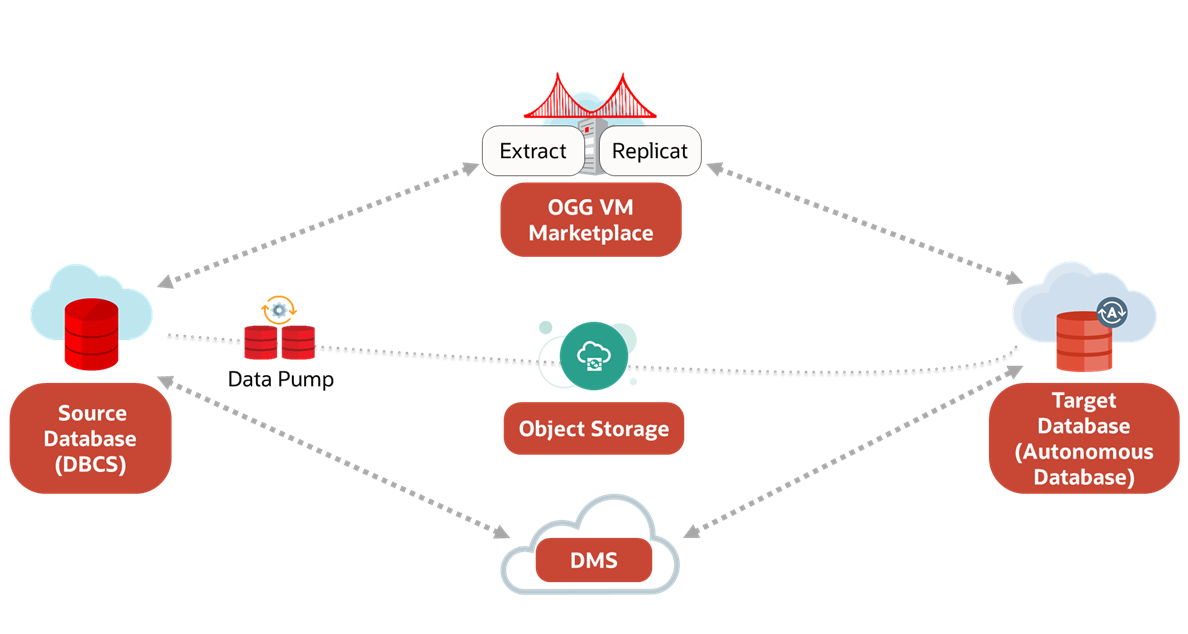 Extract
Replicat
OGG VM
Marketplace
A
Data Pump
Source
Database
(DBCS)
Object Storage
Target
Database
(Autonomous
Database)
DMS